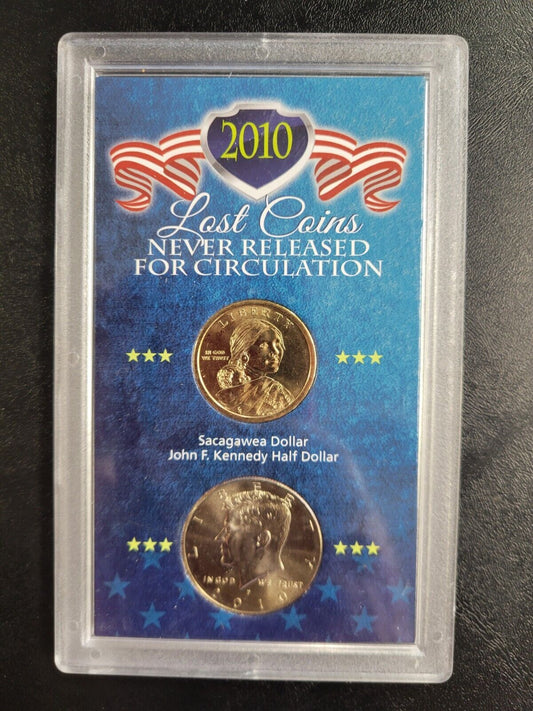 2010
Lost Coins
NEVER RELEASED
FOR CIRCULATION
LIBERTY
IN GOD
WE TRUST
Sacagawea Dollar
John F. Kennedy Half Dollar
LIBERTY
IN GOD WE TRUST
2010